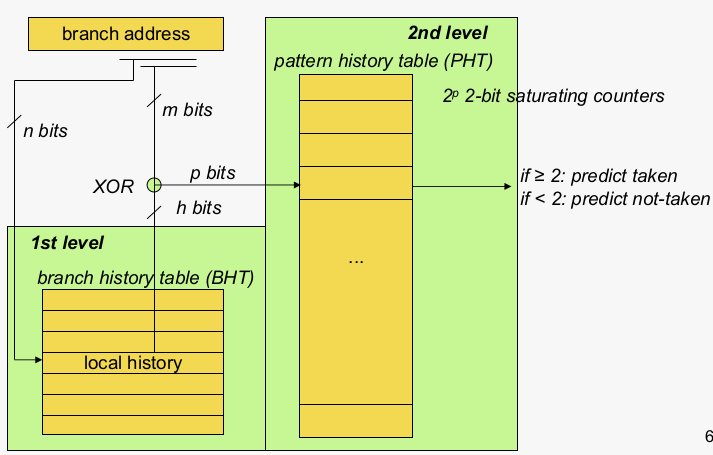 branch address
2nd level
pattern history table (PHT)
2ᵖ 2-bit saturating counters
m bits
n bits
XOR
p bits
if ≥ 2: predict taken
if < 2: predict not-taken
h bits
1st level
...
branch history table (BHT)
local history
6